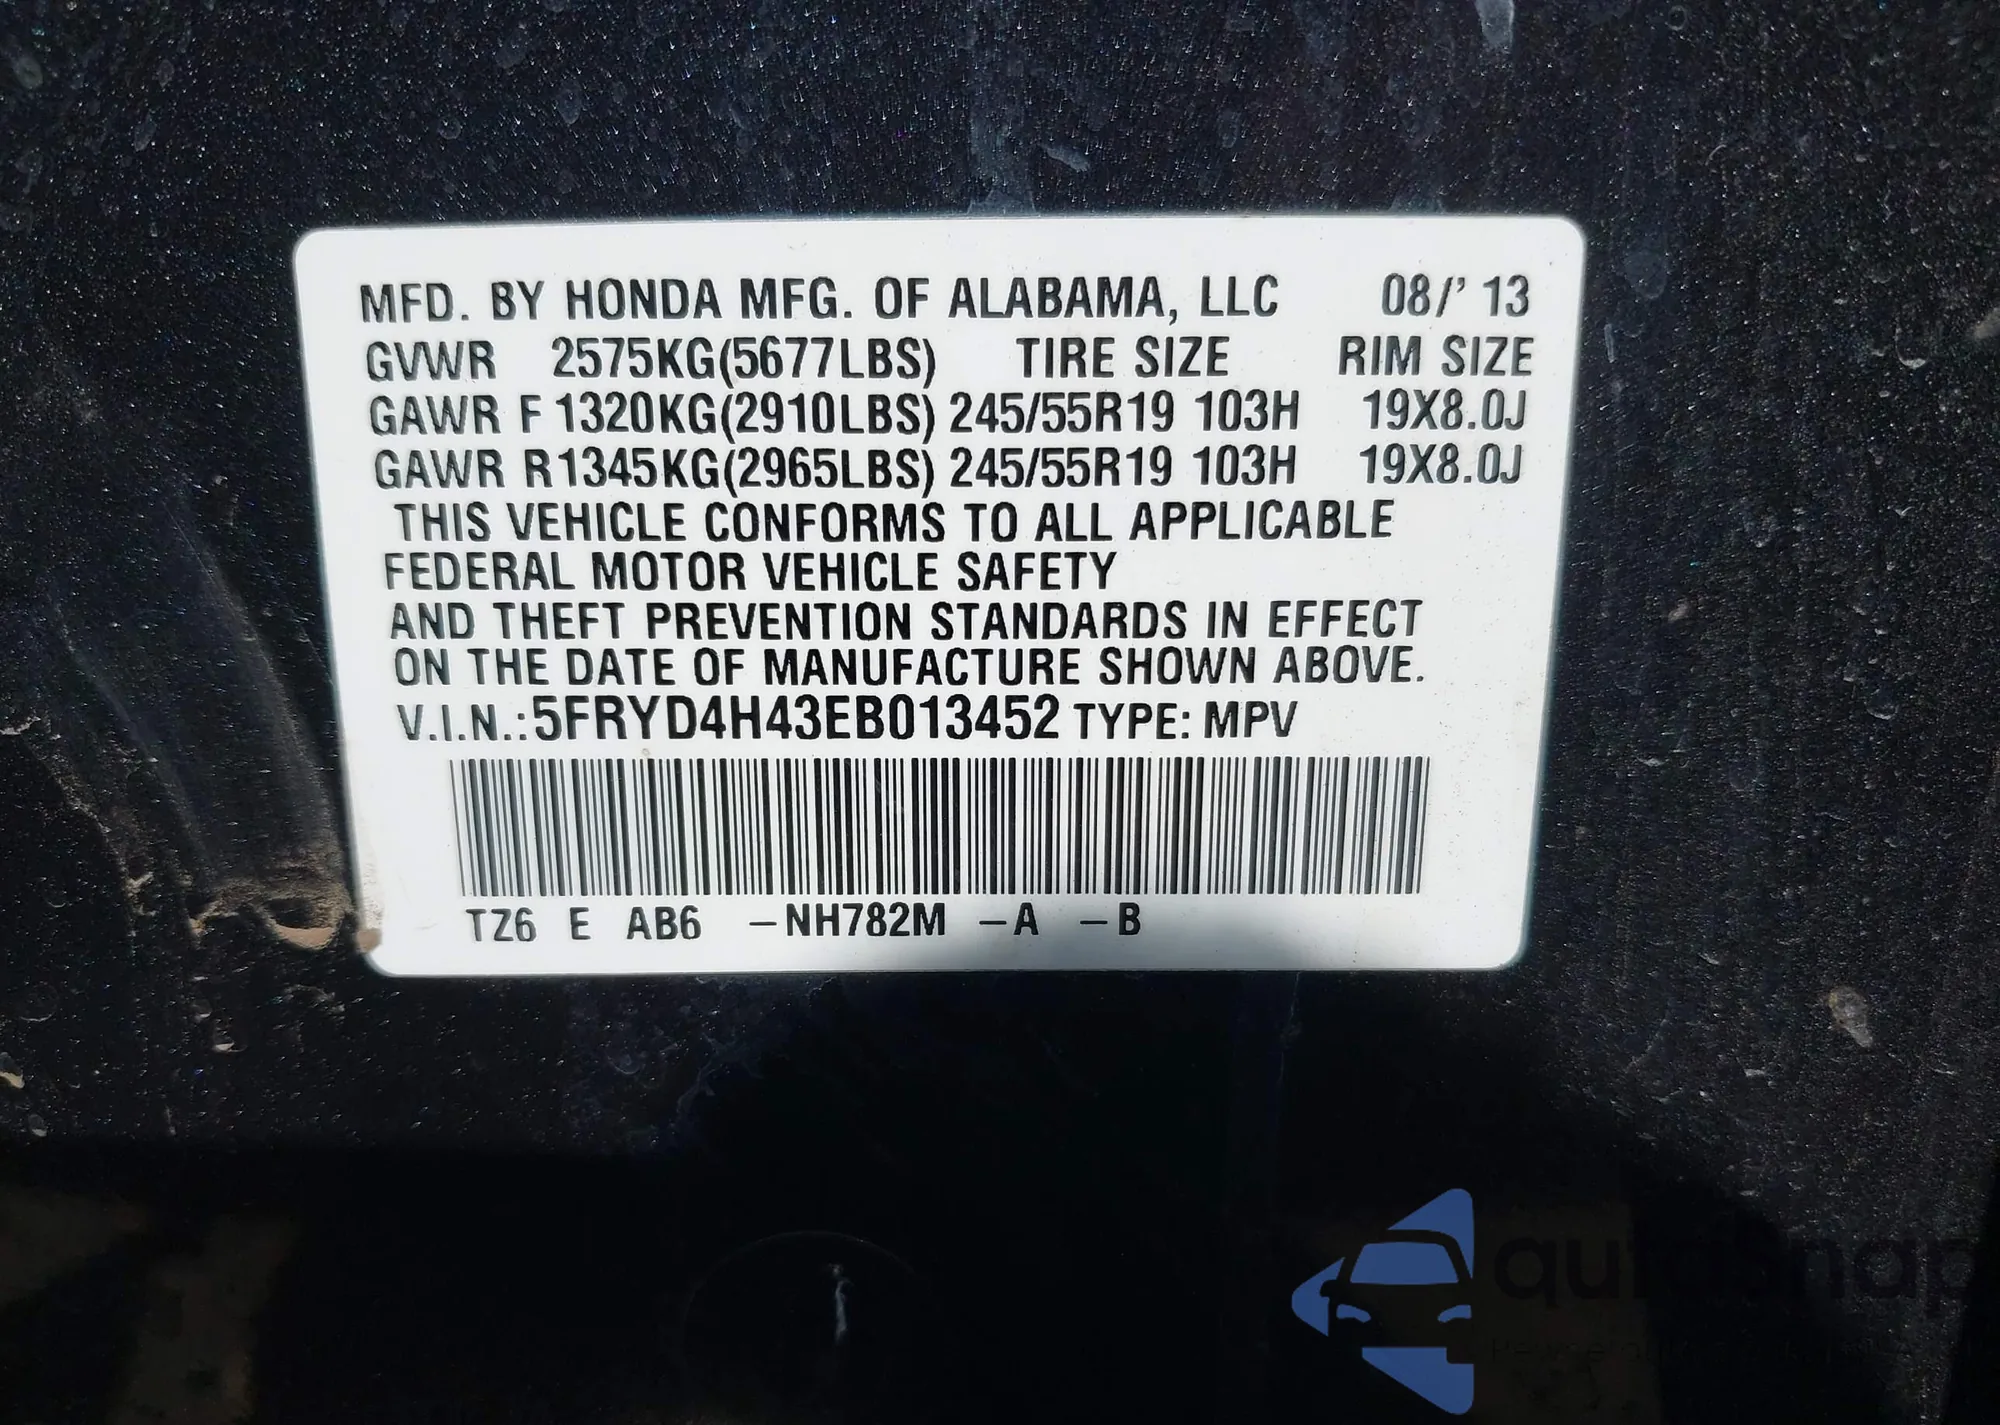 MFD. BY HONDA MFG. OF ALABAMA, LLC 08/' 13
GVWR 2575KG(5677LBS) TIRE SIZE RIM SIZE
GAWR F 1320KG(2910LBS) 245/55R19 103H 19X8.0J
GAWR R1345KG(2965LBS) 245/55R19 103H 19X8.0J
THIS VEHICLE CONFORMS TO ALL APPLICABLE
FEDERAL MOTOR VEHICLE SAFETY
AND THEFT PREVENTION STANDARDS IN EFFECT
ON THE DATE OF MANUFACTURE SHOWN ABOVE.
V.I.N.:5FRYD4H43EB013452 TYPE: MPV
TZ6 E AB6 –NH782M –A –B